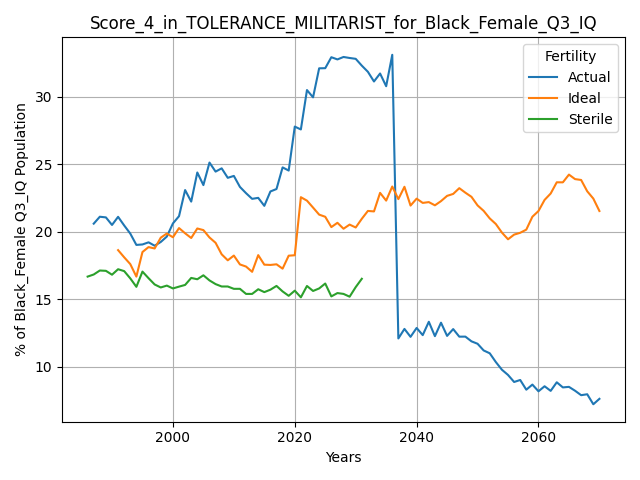 Score_4_in_TOLERANCE_MILITARIST_for_Black_Female_Q3_IQ
Fertility
Actual
Ideal
Sterile
% of Black_Female Q3_IQ Population
30
25
20
15
10
2000
2020
2040
2060
Years